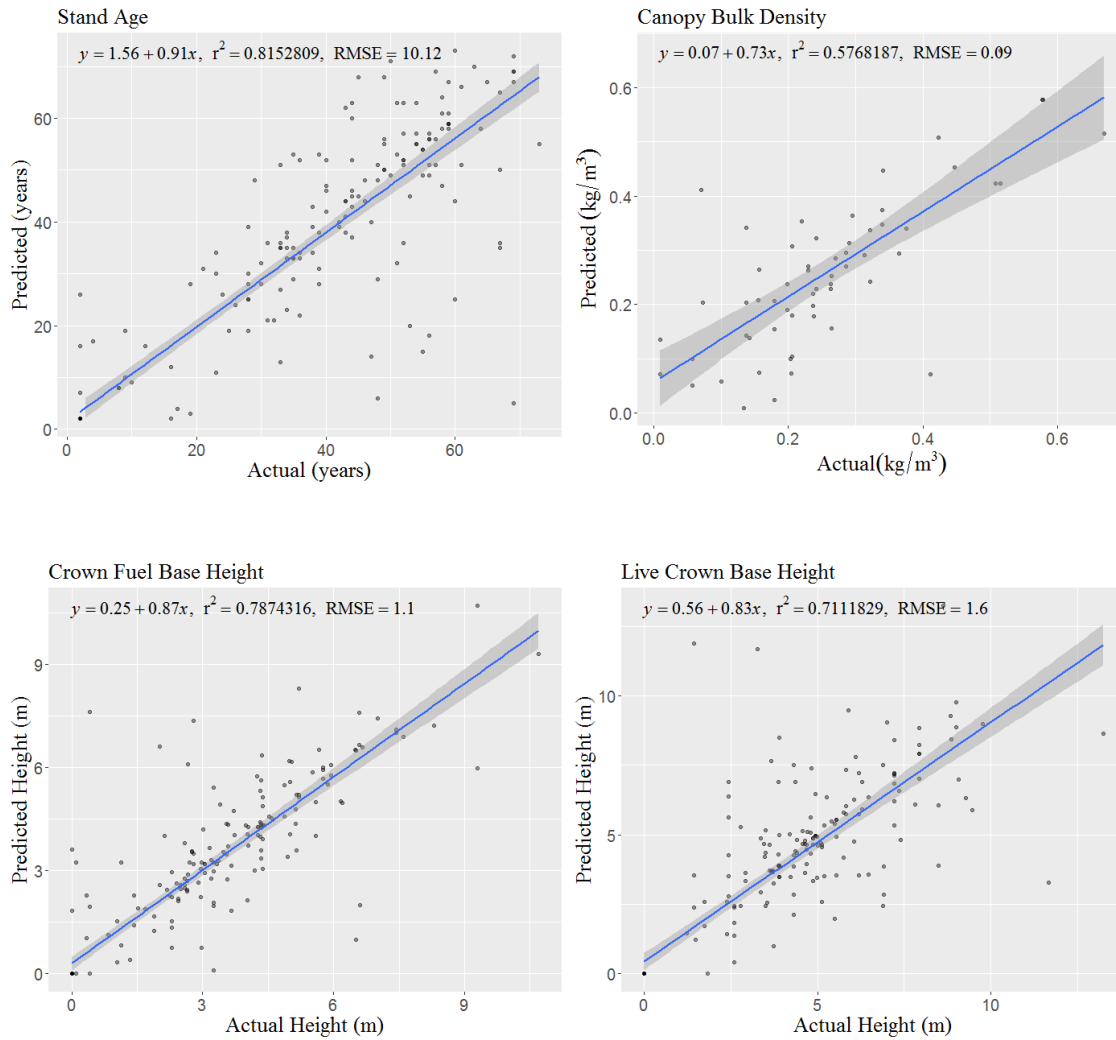 Stand Age
y = 1.56 + 0.91x, r² = 0.8152809, RMSE = 10.12
60
40
20
0
Predicted (years)
0 20 40 60
Actual (years)
Canopy Bulk Density
y = 0.07 + 0.73x, r² = 0.5768187, RMSE = 0.09
0.6
0.4
0.2
0.0
Predicted (kg/m³)
0.0 0.2 0.4 0.6
Actual(kg/m³)
Crown Fuel Base Height
y = 0.25 + 0.87x, r² = 0.7874316, RMSE = 1.1
9
6
3
0
Predicted Height (m)
0 3 6 9
Actual Height (m)
Live Crown Base Height
y = 0.56 + 0.83x, r² = 0.7111829, RMSE = 1.6
10
5
0
Predicted Height (m)
0 5 10
Actual Height (m)